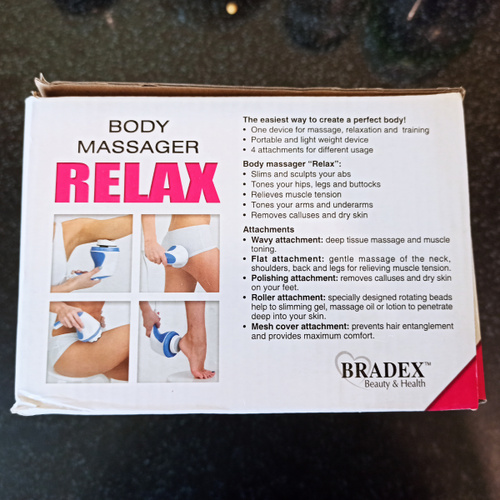 BODY
MASSAGER
RELAX
The easiest way to create a perfect body!
• One device for massage, relaxation and training
• Portable and light weight device
• 4 attachments for different usage
Body massager "Relax":
• Slims and sculpts your abs
• Tones your hips, legs and buttocks
• Relieves muscle tension
• Tones your arms and underarms
• Removes calluses and dry skin
Attachments
• Wavy attachment: deep tissue massage and muscle
toning.
• Flat attachment: gentle massage of the neck,
shoulders, back and legs for relieving muscle tension.
• Polishing attachment: removes calluses and dry skin
on your feet.
• Roller attachment: specially designed rotating beads
help to slimming gel, massage oil or lotion to penetrate
deep into your skin.
• Mesh cover attachment: prevents hair entanglement
and provides maximum comfort.
BRADEX™
Beauty & Health